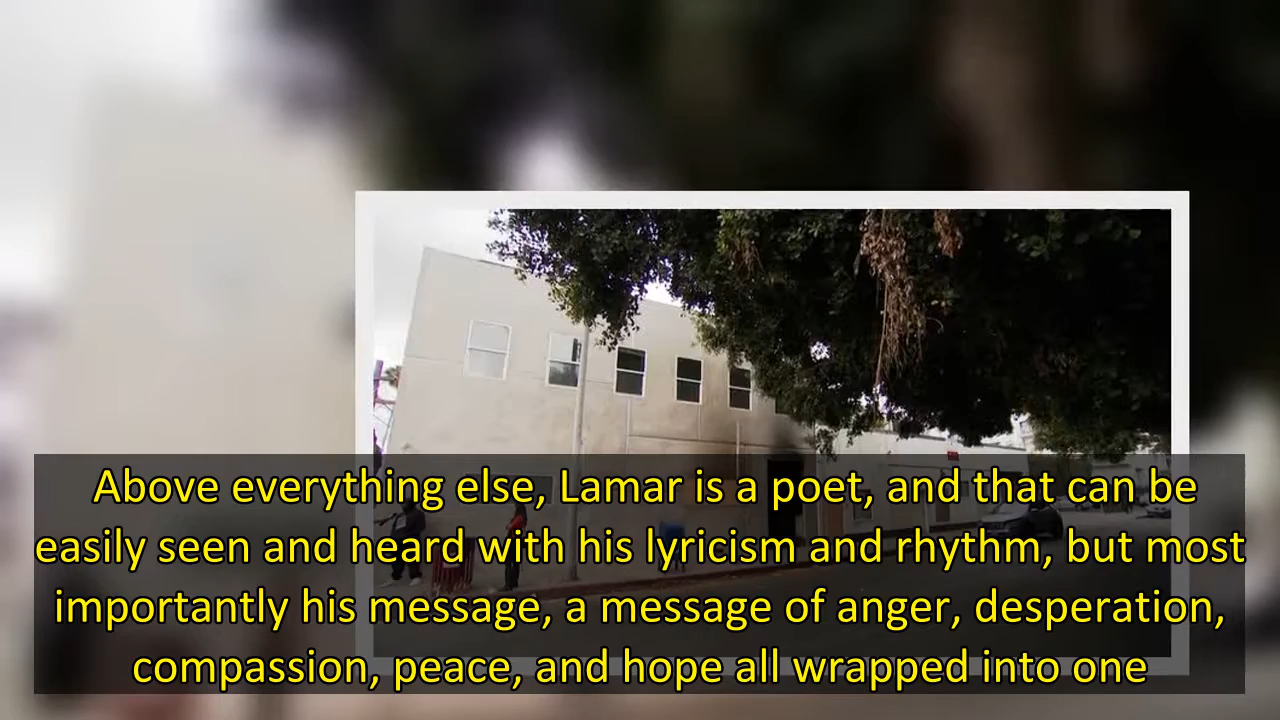 Above everything else, Lamar is a poet, and that can be
easily seen and heard with his lyricism and rhythm, but most
importantly his message, a message of anger, desperation,
compassion, peace, and hope all wrapped into one